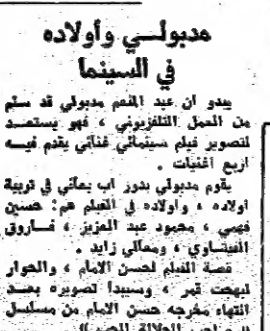 مدبولي وأولاده
في السينما
يبدو ان عبد المنعم مدبولي قد سئم
من العمل التلفزيوني ، فهو يستعد
لتصوير فيلم سينمائي غنائي يقدم فيه
اربع اغنيات .
يقوم مدبولي بدور اب يعاني في تربية
اولاده ، واولاده في الفيلم هم : حسين
فهمي ، محمود عبد العزيز ، فاروق
الفيشاوي ، ومعالي زايد .
قصة الفيلم لحسن الامام ، والحوار
لبهجت قمر ، وسيبدأ تصويره بعد
انتهاء مخرجه حسن الامام من مسلسل